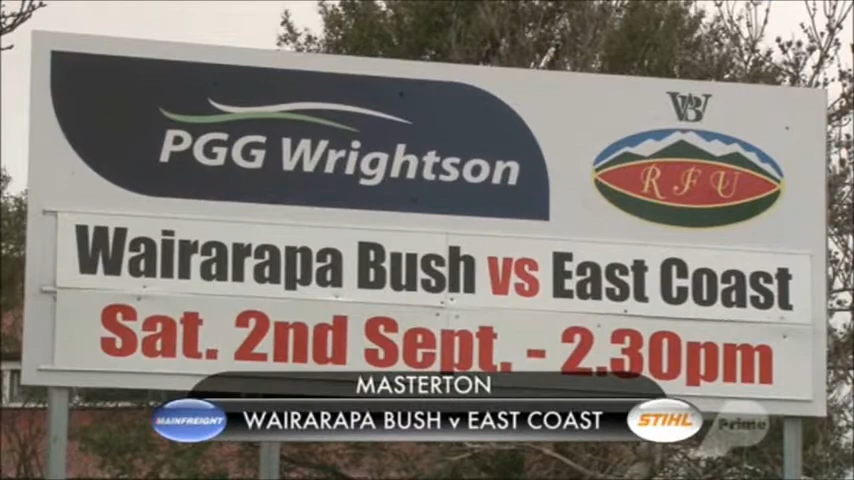 PGG Wrightson
WB
RFU
Wairarapa Bush vs East Coast
Sat. 2nd Sept. - 2.30pm
MASTERTON
MAINFREIGHT
WAIRARAPA BUSH v EAST COAST
STIHL
Prime